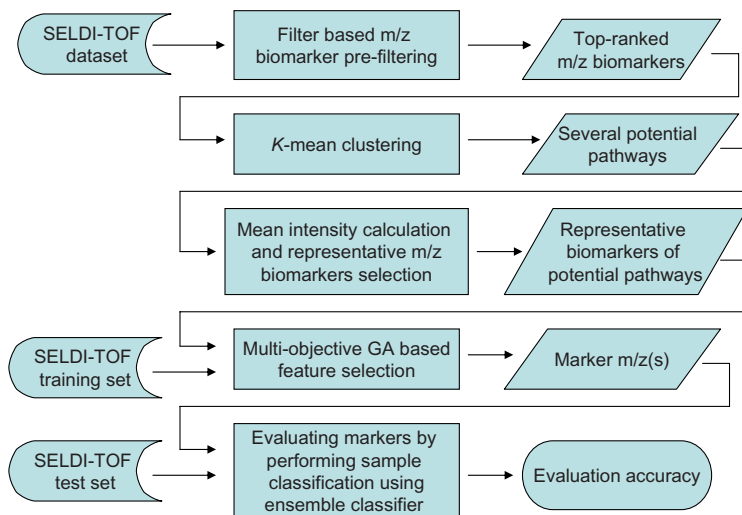 SELDI-TOF
dataset
Filter based m/z
biomarker pre-filtering
Top-ranked
m/z biomarkers
K-mean clustering
Several potential
pathways
Mean intensity calculation
and representative m/z
biomarkers selection
Representative
biomarkers of
potential pathways
SELDI-TOF
training set
Multi-objective GA based
feature selection
Marker m/z(s)
SELDI-TOF
test set
Evaluating markers by
performing sample
classification using
ensemble classifier
Evaluation accuracy